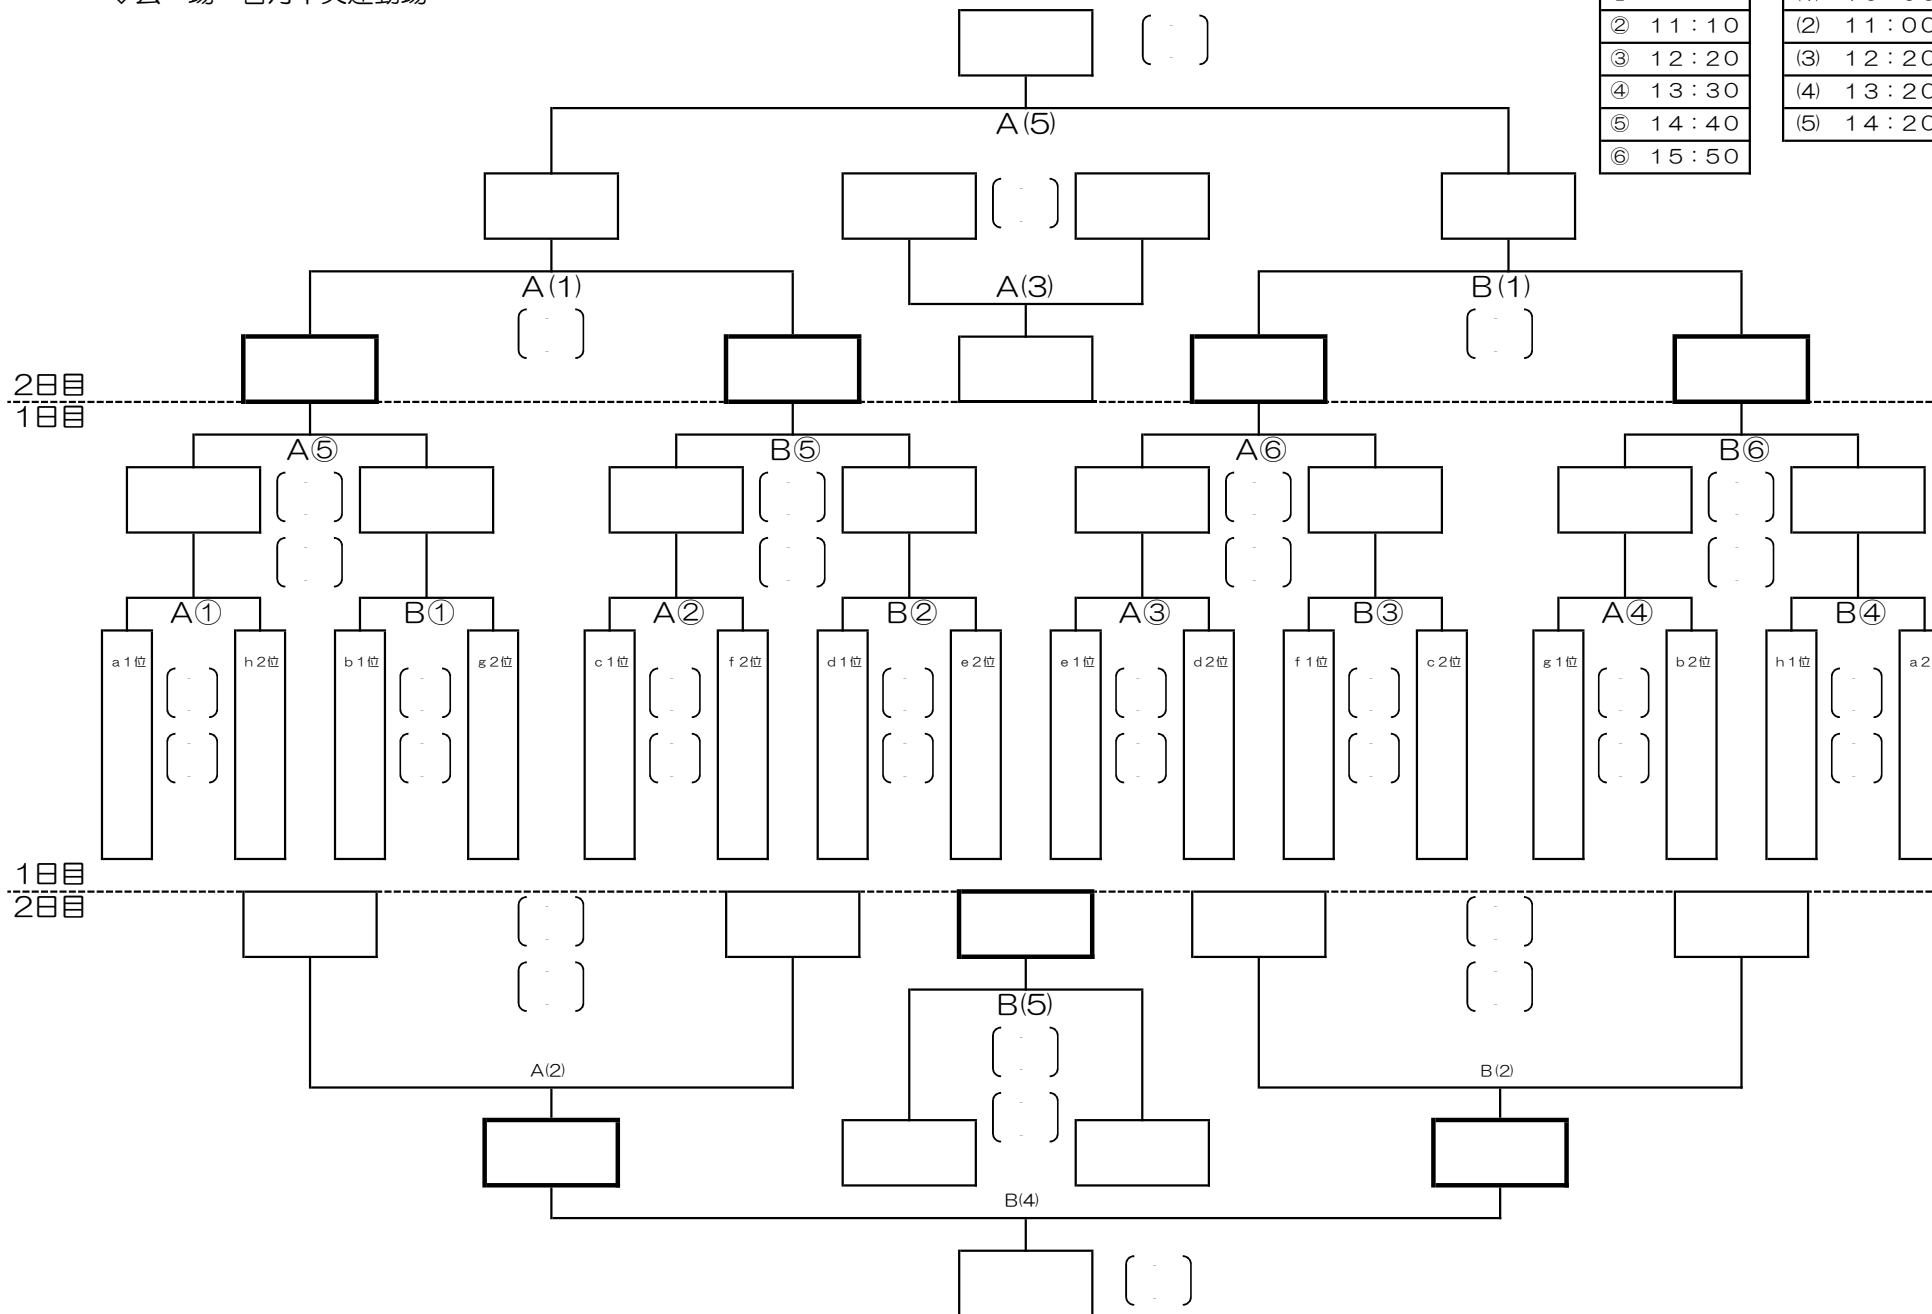 ② 11：10
(2) 11：00
③ 12：20
(3) 12：20
④ 13：30
(4) 13：20
⑤ 14：40
(5) 14：20
⑥ 15：50
A(5)
A(1)
A(3)
B(1)
2日目
1日目
A⑤
B⑤
A⑥
B⑥
A①
B①
A②
B②
A③
B③
A④
B④
a1位
h2位
b1位
g2位
c1位
f2位
d1位
e2位
e1位
d2位
f1位
c2位
g1位
b2位
h1位
a2
1日目
2日目
B(5)
A(2)
B(2)
B(4)